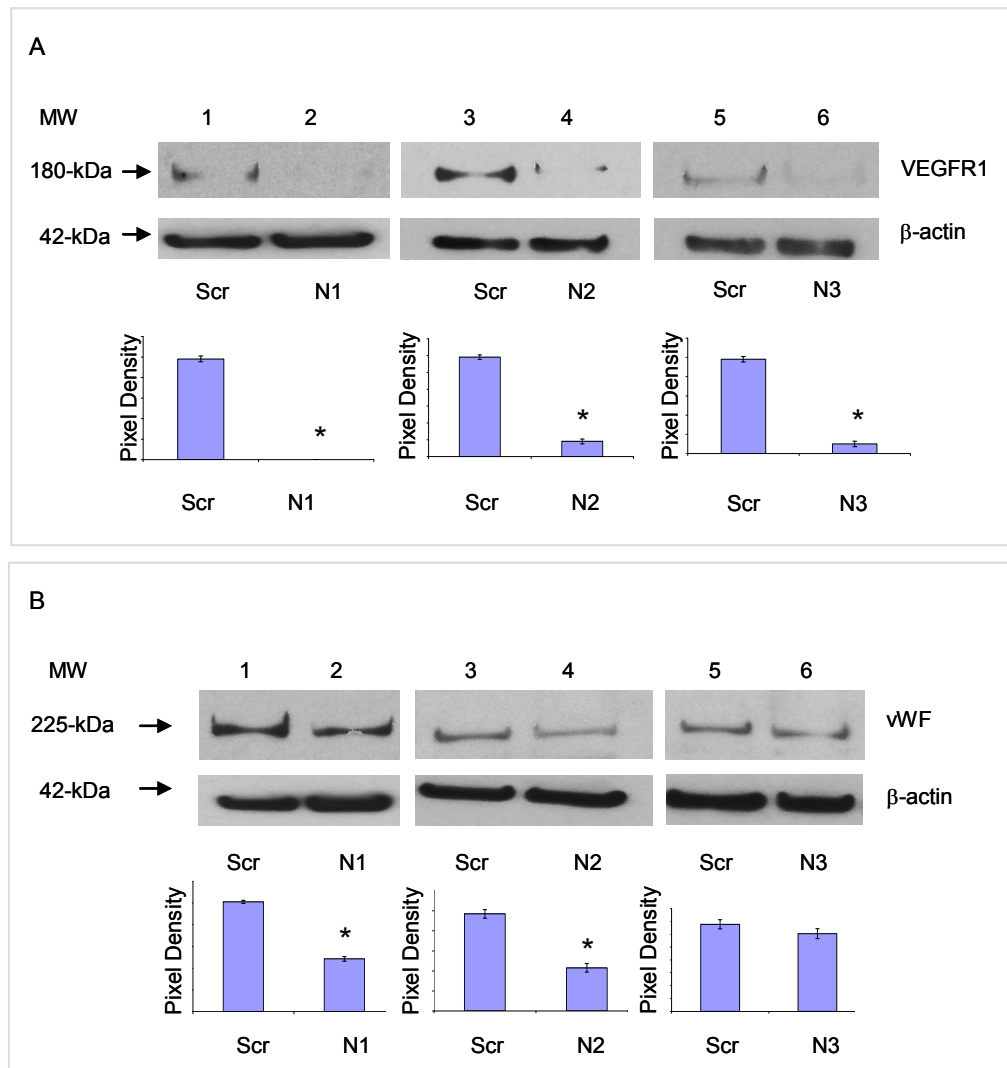 A
MW 1 2 3 4 5 6
180-kDa VEGFR1
42-kDa β-actin
Scr N1 Scr N2 Scr N3
Pixel Density Pixel Density Pixel Density
* * *
Scr N1 Scr N2 Scr N3
B
MW 1 2 3 4 5 6
225-kDa vWF
42-kDa β-actin
Scr N1 Scr N2 Scr N3
Pixel Density Pixel Density Pixel Density
* *
Scr N1 Scr N2 Scr N3